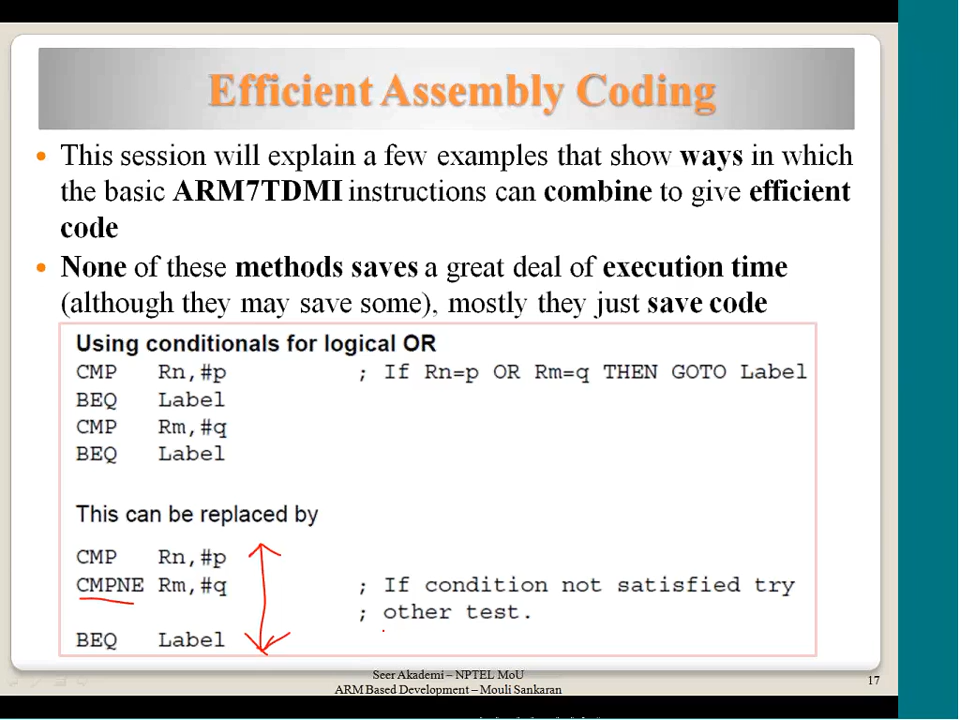 Efficient Assembly Coding
• This session will explain a few examples that show ways in which
the basic ARM7TDMI instructions can combine to give efficient
code
• None of these methods saves a great deal of execution time
(although they may save some), mostly they just save code
Using conditionals for logical OR
CMP Rn,#p ; If Rn=p OR Rm=q THEN GOTO Label
BEQ Label
CMP Rm,#q
BEQ Label
This can be replaced by
CMP Rn,#p
CMPNE Rm,#q ; If condition not satisfied try
; other test.
BEQ Label
Seer Akademi – NPTEL MoU
ARM Based Development – Mouli Sankaran
17